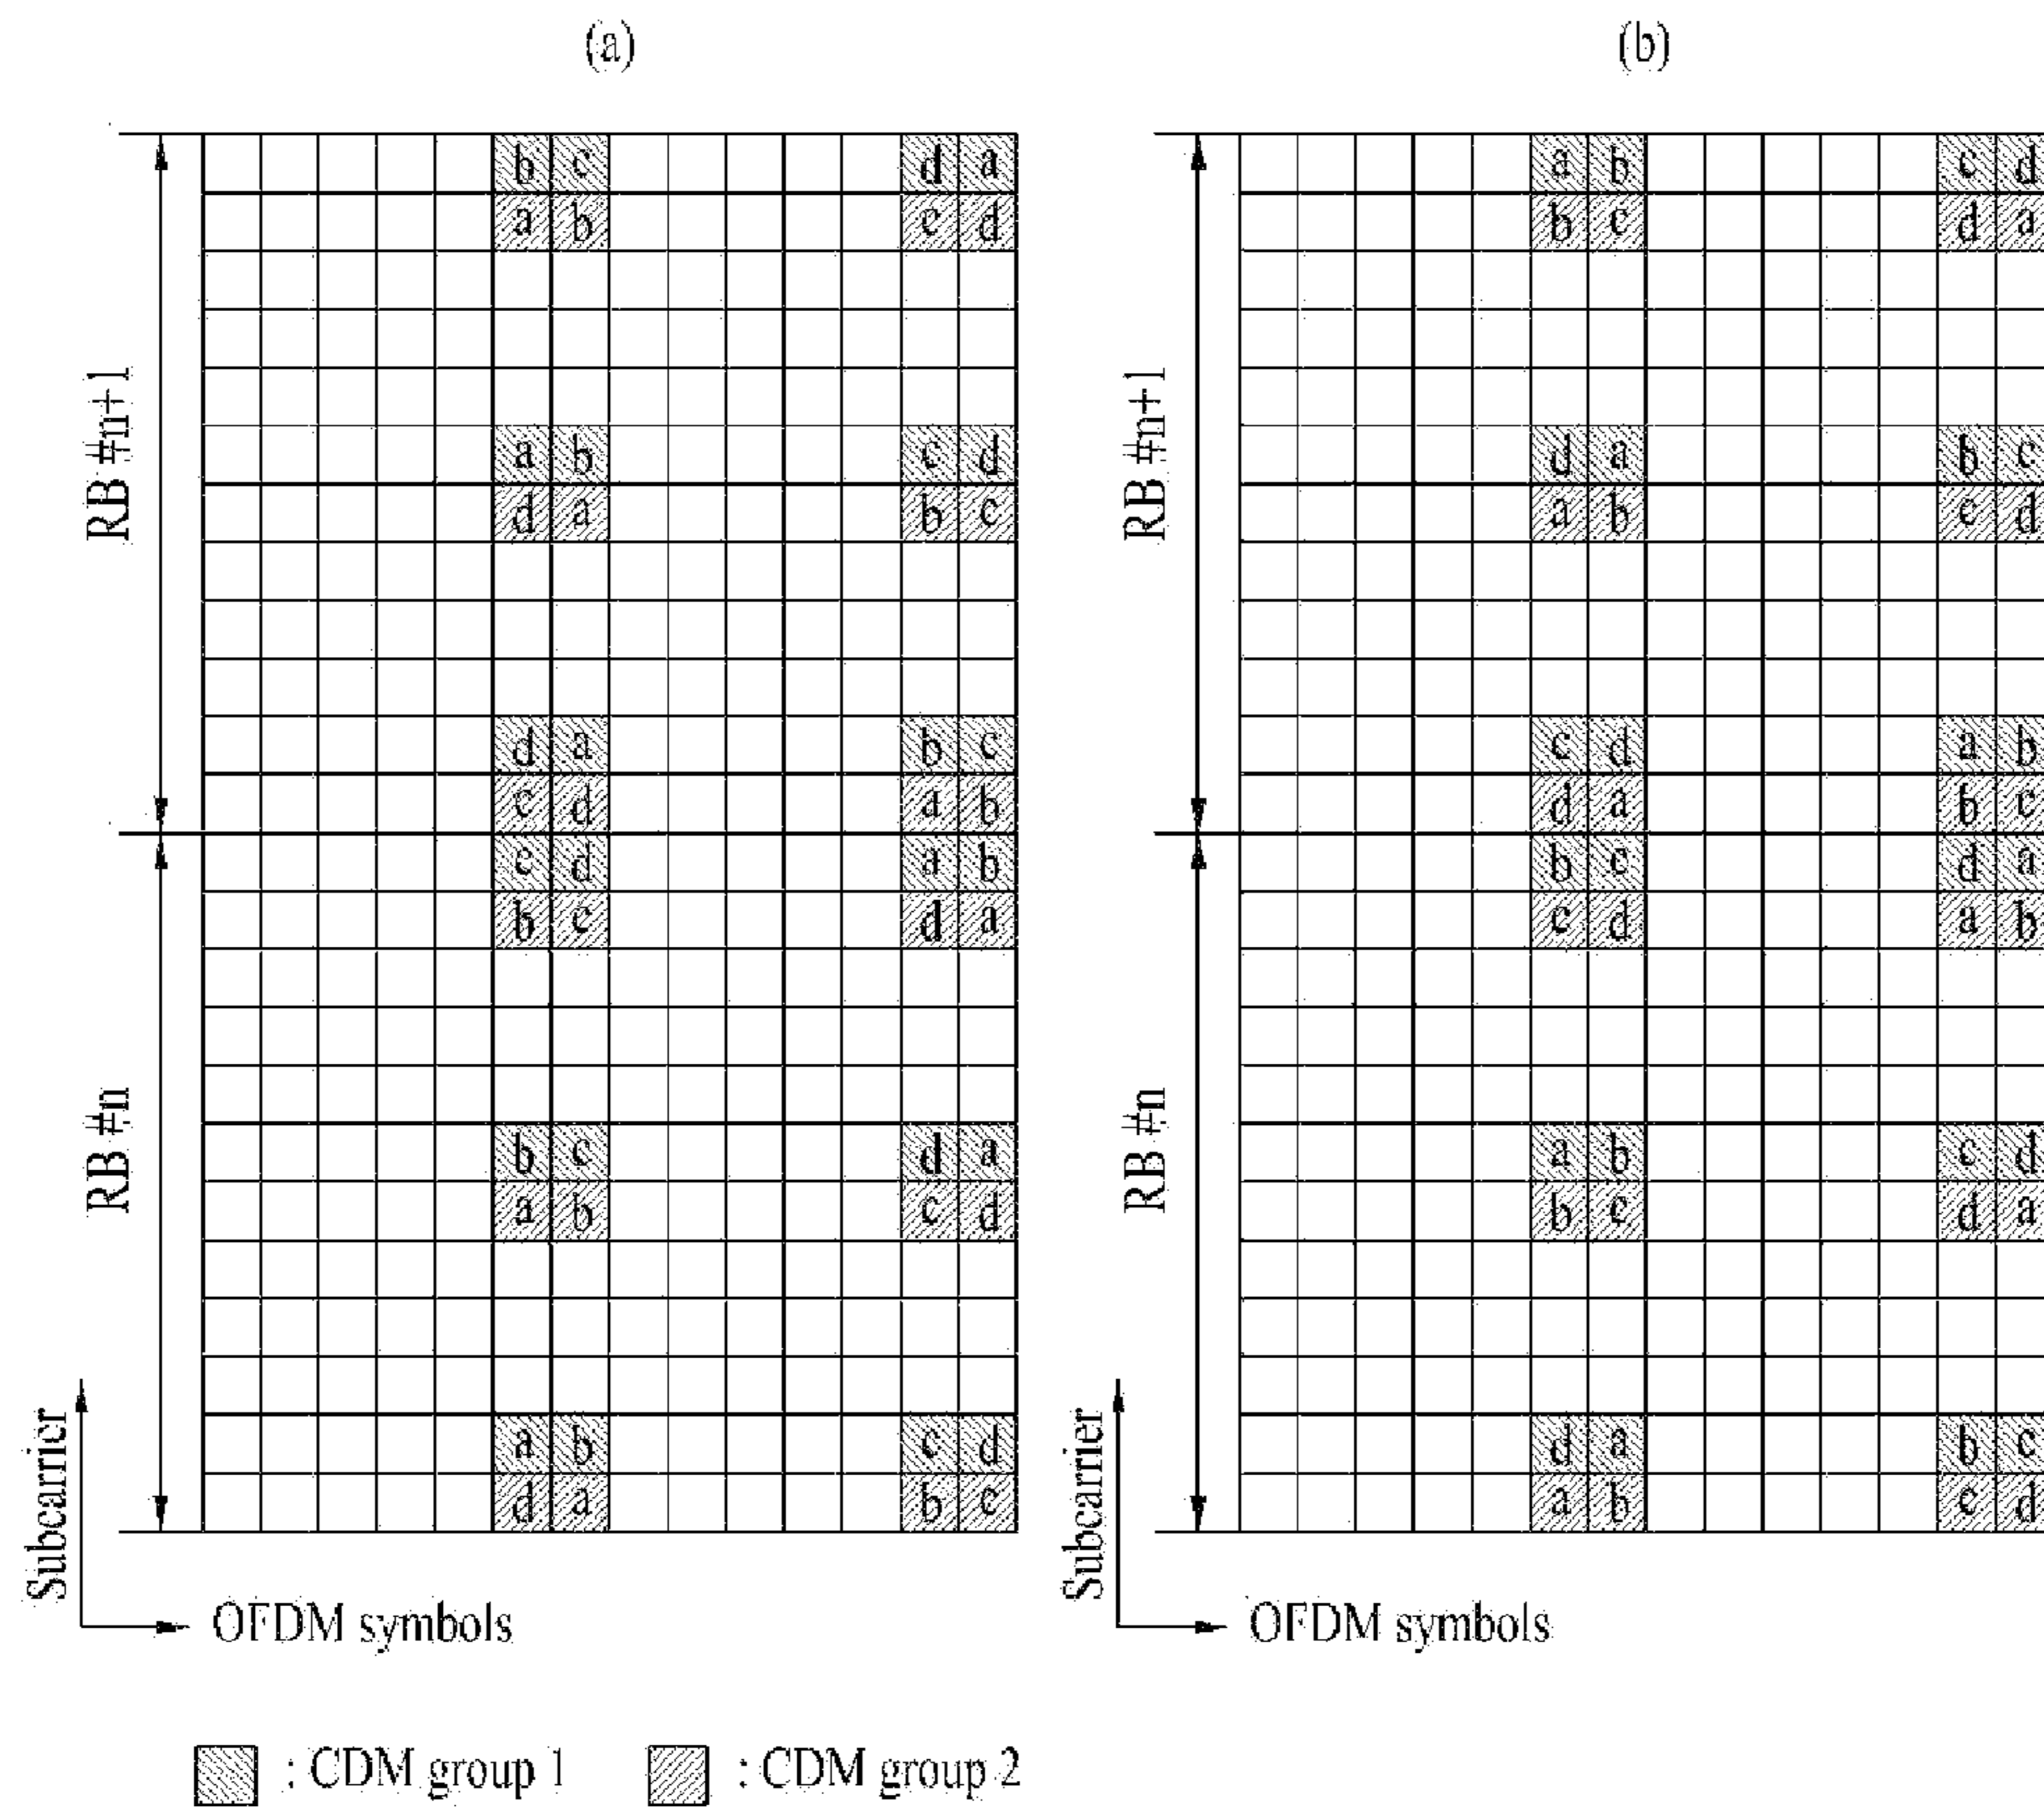 (a) (b)
b c d a a b c d
a b c d b c d a
RB #n+1 RB #n+1
a b c d d a b c
d a b c a b c d
d a b c c d a b
c d a b d a b c
c d a b b c d a
b c d a c d a b
RB #n RB #n
b c d a a b c d
a b c d b c d a
a b c d d a b c
d a b c a b c d
Subcarrier Subcarrier
OFDM symbols OFDM symbols
: CDM group 1 : CDM group 2